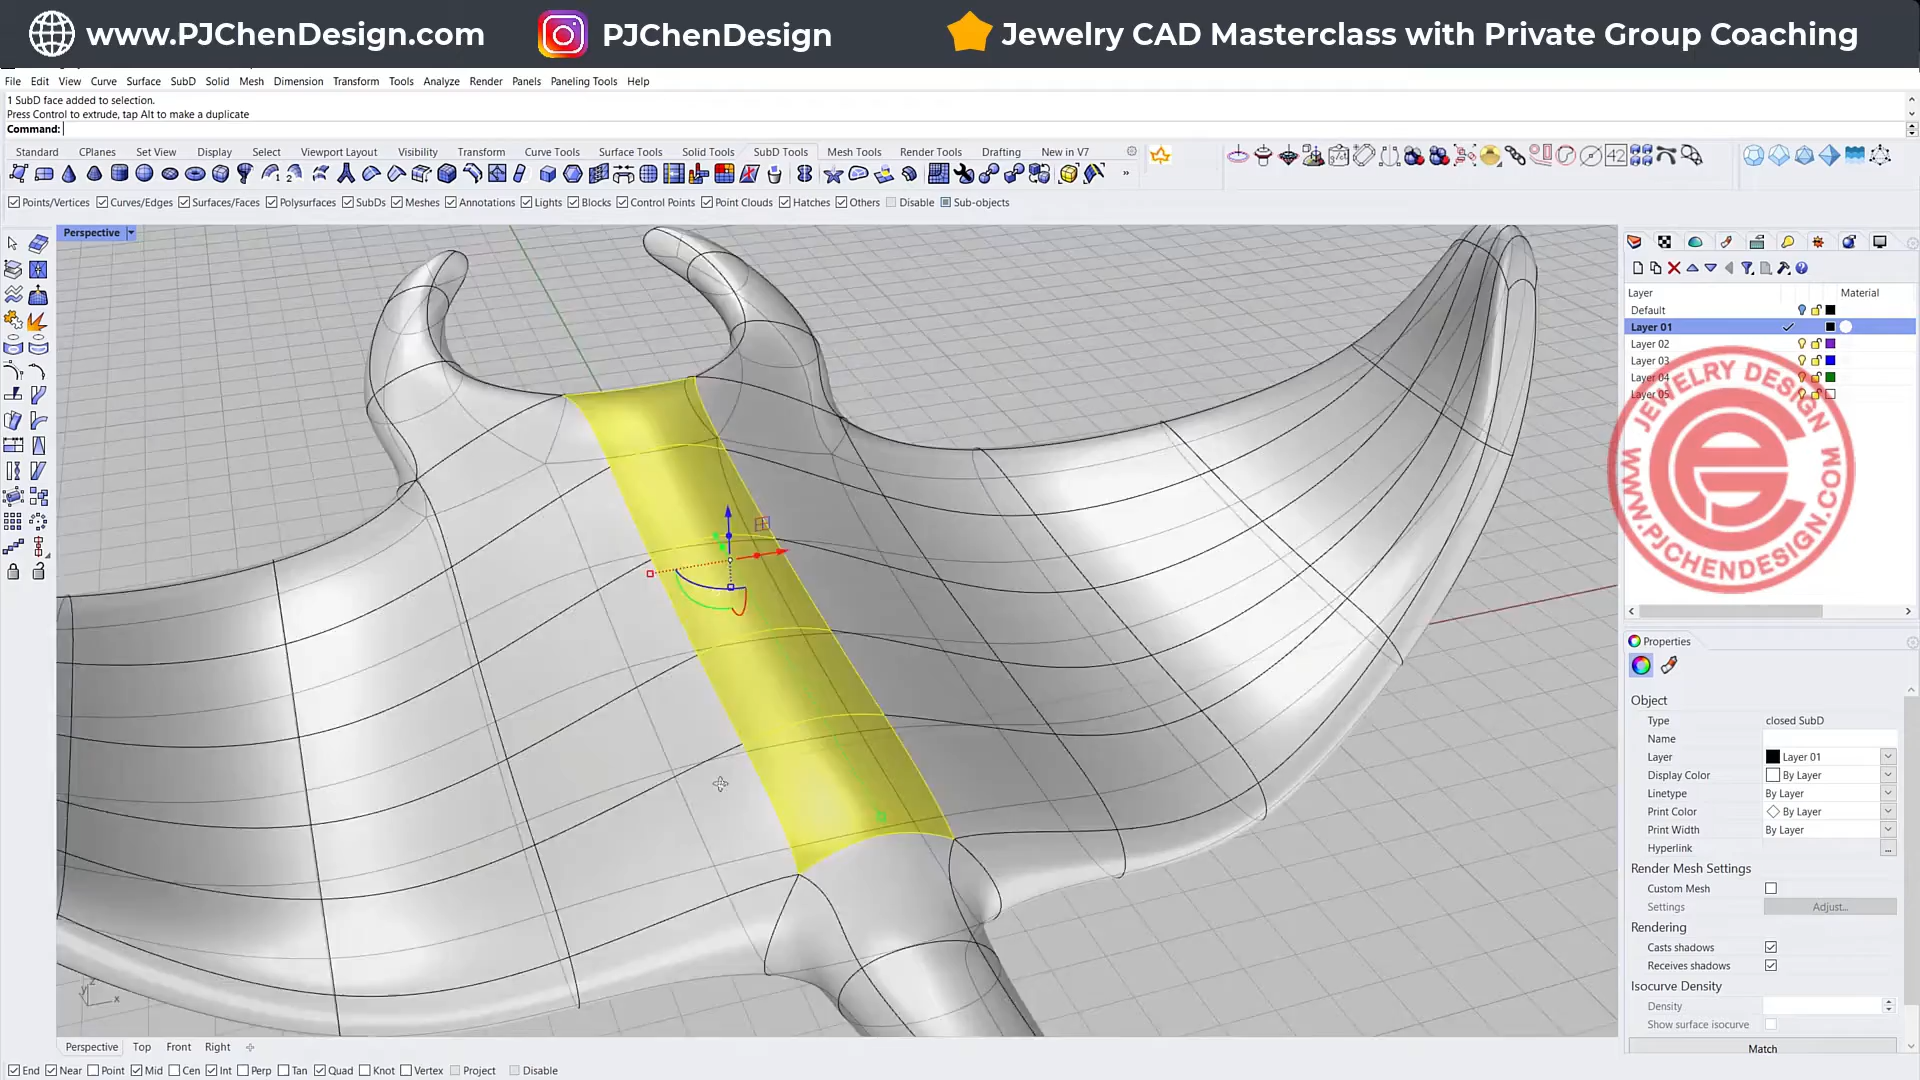 www.PJChenDesign.com PJChenDesign Jewelry CAD Masterclass with Private Group Coaching
File Edit View Curve Surface SubD Solid Mesh Dimension Transform Tools Analyze Render Panels Paneling Tools Help
1 SubD face added to selection.
Press Control to extrude, tap Alt to make a duplicate
Command:
Standard CPlanes Set View Display Select Viewport Layout Visibility Transform Curve Tools Surface Tools Solid Tools SubD Tools Mesh Tools Render Tools Drafting New in V7
42
Points/Vertices Curves/Edges Surfaces/Faces Polysurfaces SubDs Meshes Annotations Lights Blocks Control Points Point Clouds Hatches Others Disable Sub-objects
Perspective
Layer Material
Default
Layer 01
Layer 02
Layer 03
Layer 04
Layer 05
JEWELRY DESIGN
WWW.PJCHENDESIGN.COM
Properties
Object
Type closed SubD
Name
Layer Layer 01
Display Color By Layer
Linetype By Layer
Print Color By Layer
Print Width By Layer
Hyperlink ...
Render Mesh Settings
Custom Mesh
Settings Adjust...
Rendering
Casts shadows
Receives shadows
Isocurve Density
Density
Show surface isocurve
Match
z
y
x
Perspective Top Front Right
End Near Point Mid Cen Int Perp Tan Quad Knot Vertex Project Disable